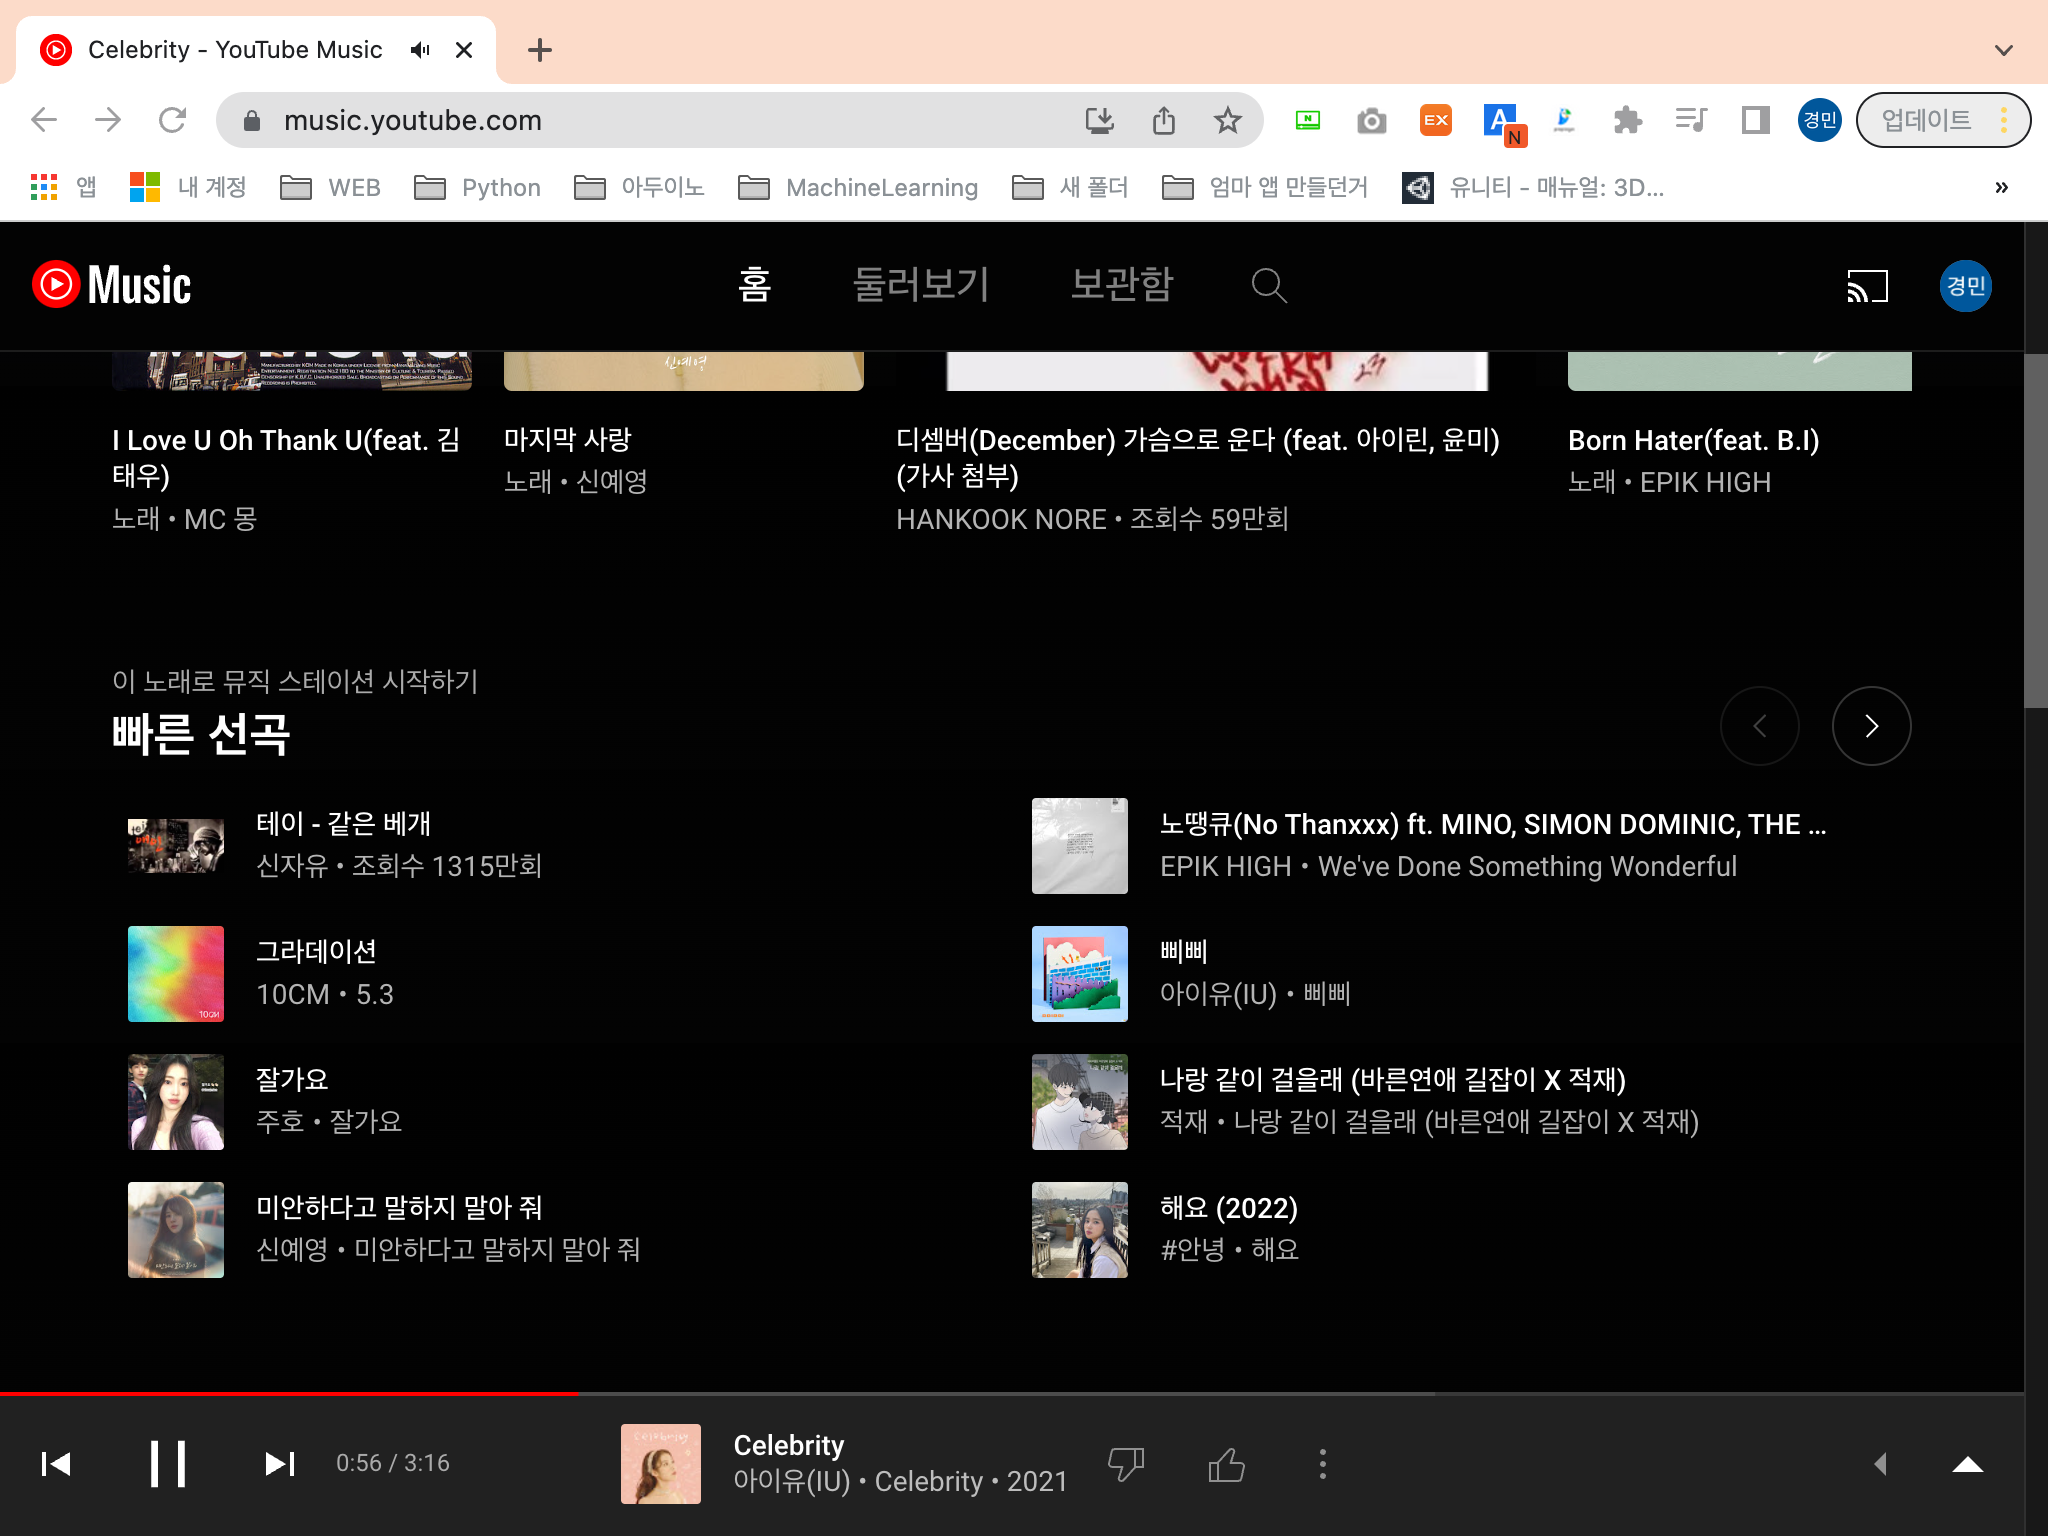 Celebrity - YouTube Music
music.youtube.com
EX
A
N
경민
업데이트
앱
내 계정
WEB
Python
아두이노
MachineLearning
새 폴더
엄마 앱 만들던거
유니티 - 매뉴얼: 3D...
»
Music
홈
둘러보기
보관함
경민
신예영
I Love U Oh Thank U(feat. 김
태우)
노래 • MC 몽
마지막 사랑
노래 • 신예영
디셈버(December) 가슴으로 운다 (feat. 아이린, 윤미)
(가사 첨부)
HANKOOK NORE • 조회수 59만회
Born Hater(feat. B.I)
노래 • EPIK HIGH
이 노래로 뮤직 스테이션 시작하기
빠른 선곡
테이 - 같은 베개
신자유 • 조회수 1315만회
노땡큐(No Thanxxx) ft. MINO, SIMON DOMINIC, THE ...
EPIK HIGH • We've Done Something Wonderful
그라데이션
10CM • 5.3
10CM
삐삐
아이유(IU) • 삐삐
잘가요
주호 • 잘가요
나랑 같이 걸을래 (바른연애 길잡이 X 적재)
적재 • 나랑 같이 걸을래 (바른연애 길잡이 X 적재)
미안하다고 말하지 말아 줘
신예영 • 미안하다고 말하지 말아 줘
해요 (2022)
#안녕 • 해요
0:56 / 3:16
Celebrity
아이유(IU) • Celebrity • 2021